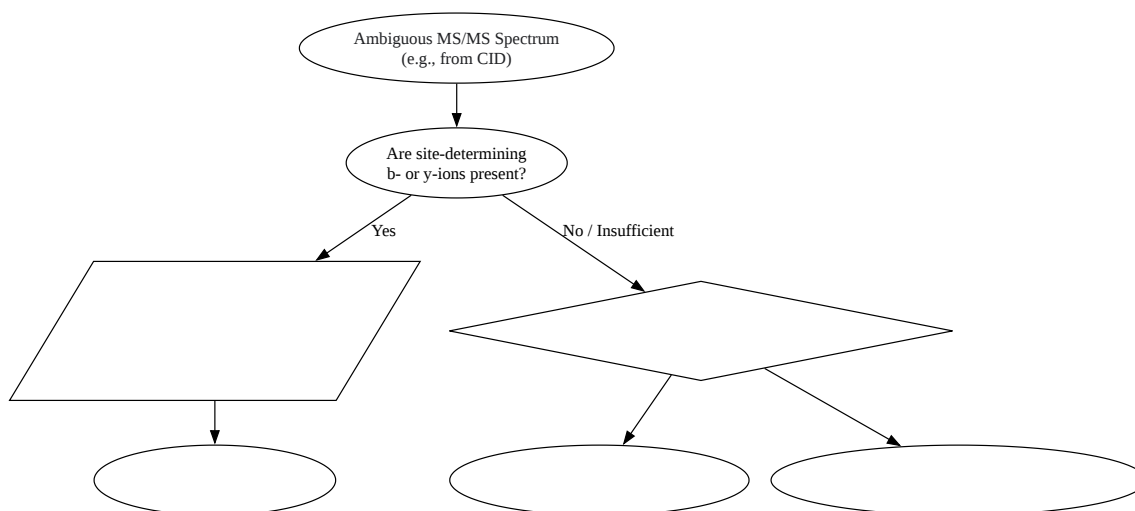 Ambiguous MS/MS Spectrum
(e.g., from CID)
Are site-determining
b- or y-ions present?
Yes
No / Insufficient